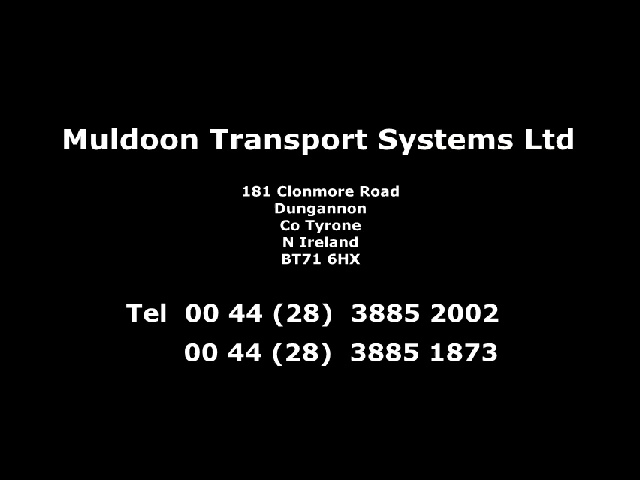 Muldoon Transport Systems Ltd
181 Clonmore Road
Dungannon
Co Tyrone
N Ireland
BT71 6HX
Tel 00 44 (28) 3885 2002
00 44 (28) 3885 1873